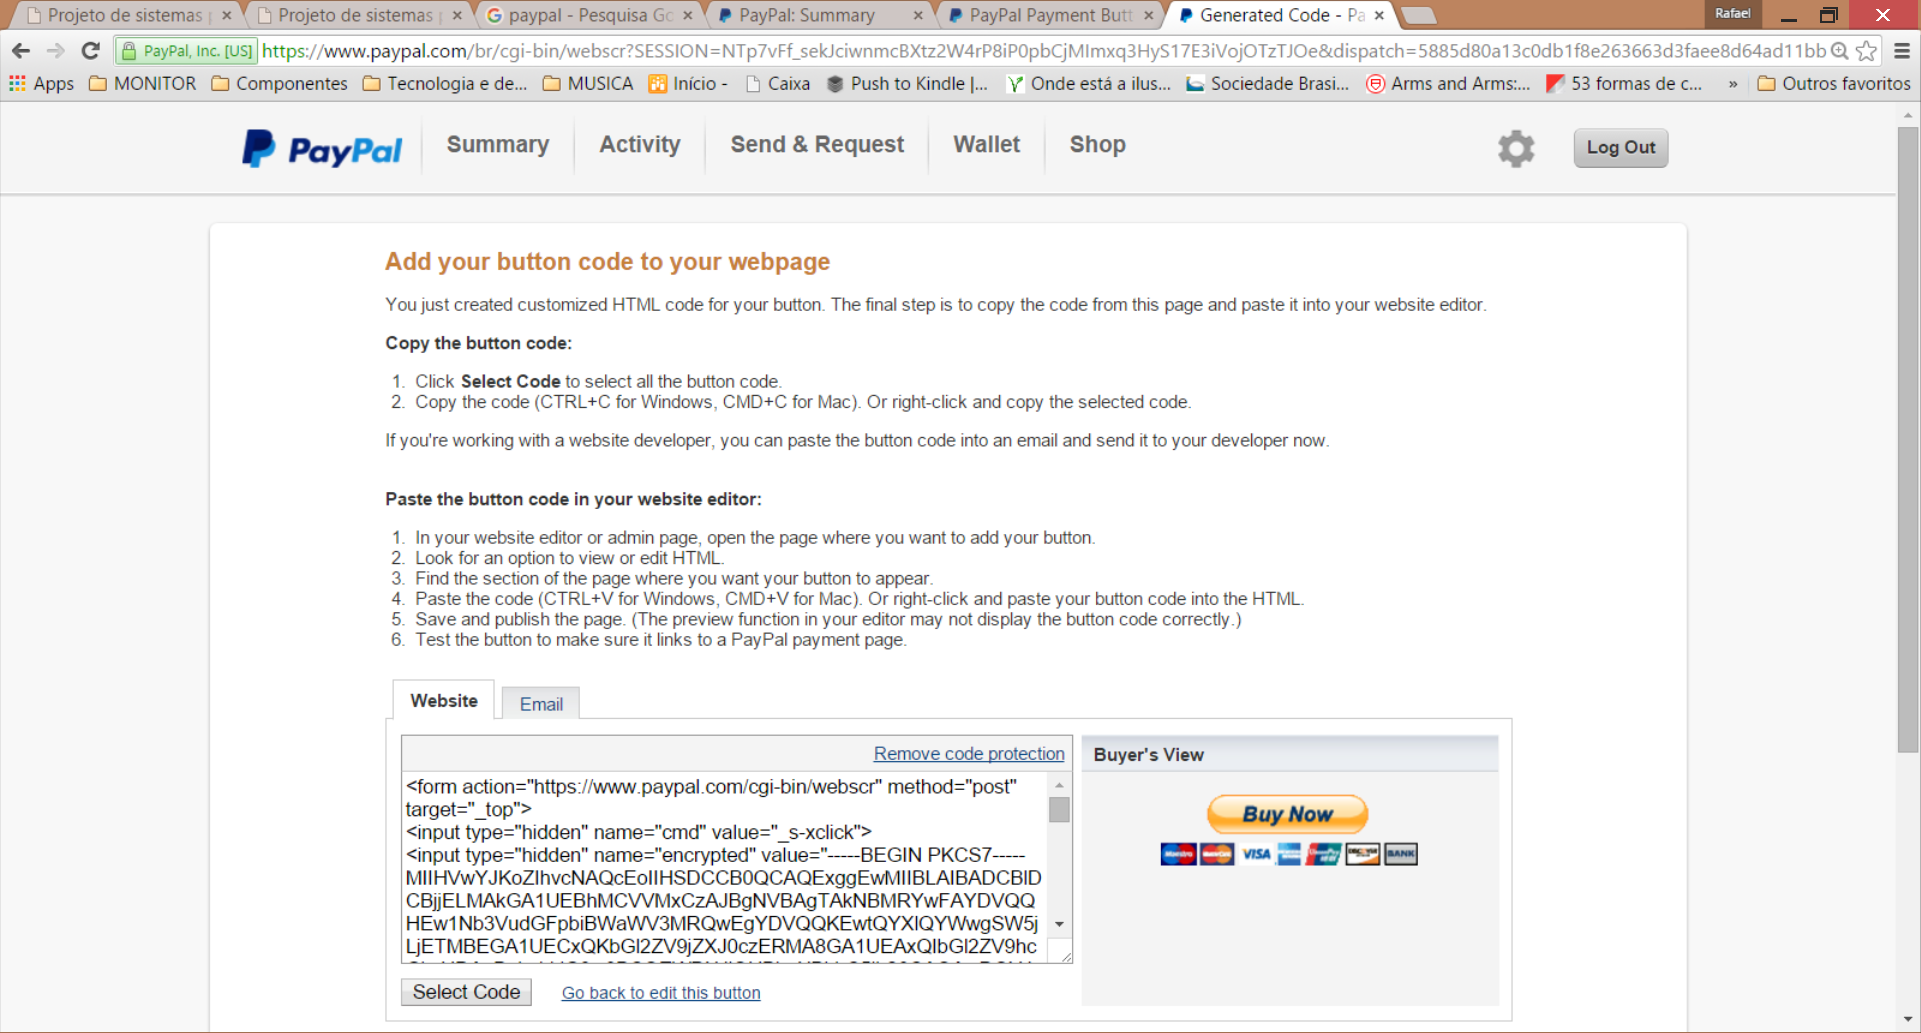 Projeto de sistemas
Projeto de sistemas
paypal - Pesquisa Go
PayPal: Summary
PayPal Payment Butt
Generated Code - Pa
Rafael
PayPal, Inc. [US]
https://www.paypal.com/br/cgi-bin/webscr?SESSION=NTp7vFf_sekJciwnmcBXtz2W4rP8iP0pbCjMImxq3HyS17E3iVojOTzTJOe&dispatch=5885d80a13c0db1f8e263663d3faee8d64ad11bb
Apps
MONITOR
Componentes
Tecnologia e de...
MUSICA
Início -
Caixa
Push to Kindle |...
Onde está a ilus...
Sociedade Brasi...
Arms and Arms:...
53 formas de c...
»
Outros favoritos
PayPal
Summary
Activity
Send & Request
Wallet
Shop
Log Out
Add your button code to your webpage
You just created customized HTML code for your button. The final step is to copy the code from this page and paste it into your website editor.
Copy the button code:
1. Click Select Code to select all the button code.
2. Copy the code (CTRL+C for Windows, CMD+C for Mac). Or right-click and copy the selected code.
If you're working with a website developer, you can paste the button code into an email and send it to your developer now.
Paste the button code in your website editor:
1. In your website editor or admin page, open the page where you want to add your button.
2. Look for an option to view or edit HTML.
3. Find the section of the page where you want your button to appear.
4. Paste the code (CTRL+V for Windows, CMD+V for Mac). Or right-click and paste your button code into the HTML.
5. Save and publish the page. (The preview function in your editor may not display the button code correctly.)
6. Test the button to make sure it links to a PayPal payment page.
Website
Email
Remove code protection
<form action="https://www.paypal.com/cgi-bin/webscr" method="post"
target="_top">
<input type="hidden" name="cmd" value="_s-xclick">
<input type="hidden" name="encrypted" value="-----BEGIN PKCS7-----
MIIHVwYJKoZIhvcNAQcEoIIHSDCCB0QCAQExggEwMIIBLAIBADCBlD
CBjjELMAkGA1UEBhMCVVMxCzAJBgNVBAgTAkNBMRYwFAYDVQQ
HEw1Nb3VudGFpbiBWaWV3MRQwEgYDVQQKEwtQYXlQYWwgSW5j
LjETMBEGA1UECxQKbGl2ZV9jZXJ0czERMA8GA1UEAxQIbGl2ZV9hc
Buyer's View
Buy Now
Maestro
MasterCard
VISA
UnionPay
DISCOVER
BANK
Select Code
Go back to edit this button